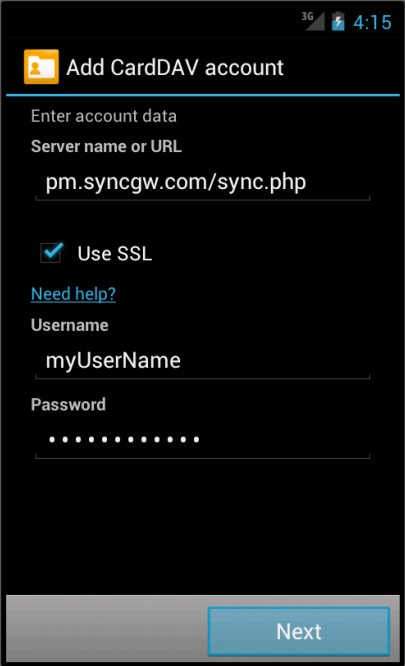 3G 4:15
Add CardDAV account
Enter account data
Server name or URL
pm.syncgw.com/sync.php
Use SSL
Need help?
Username
myUserName
Password
••••••••••••
Next